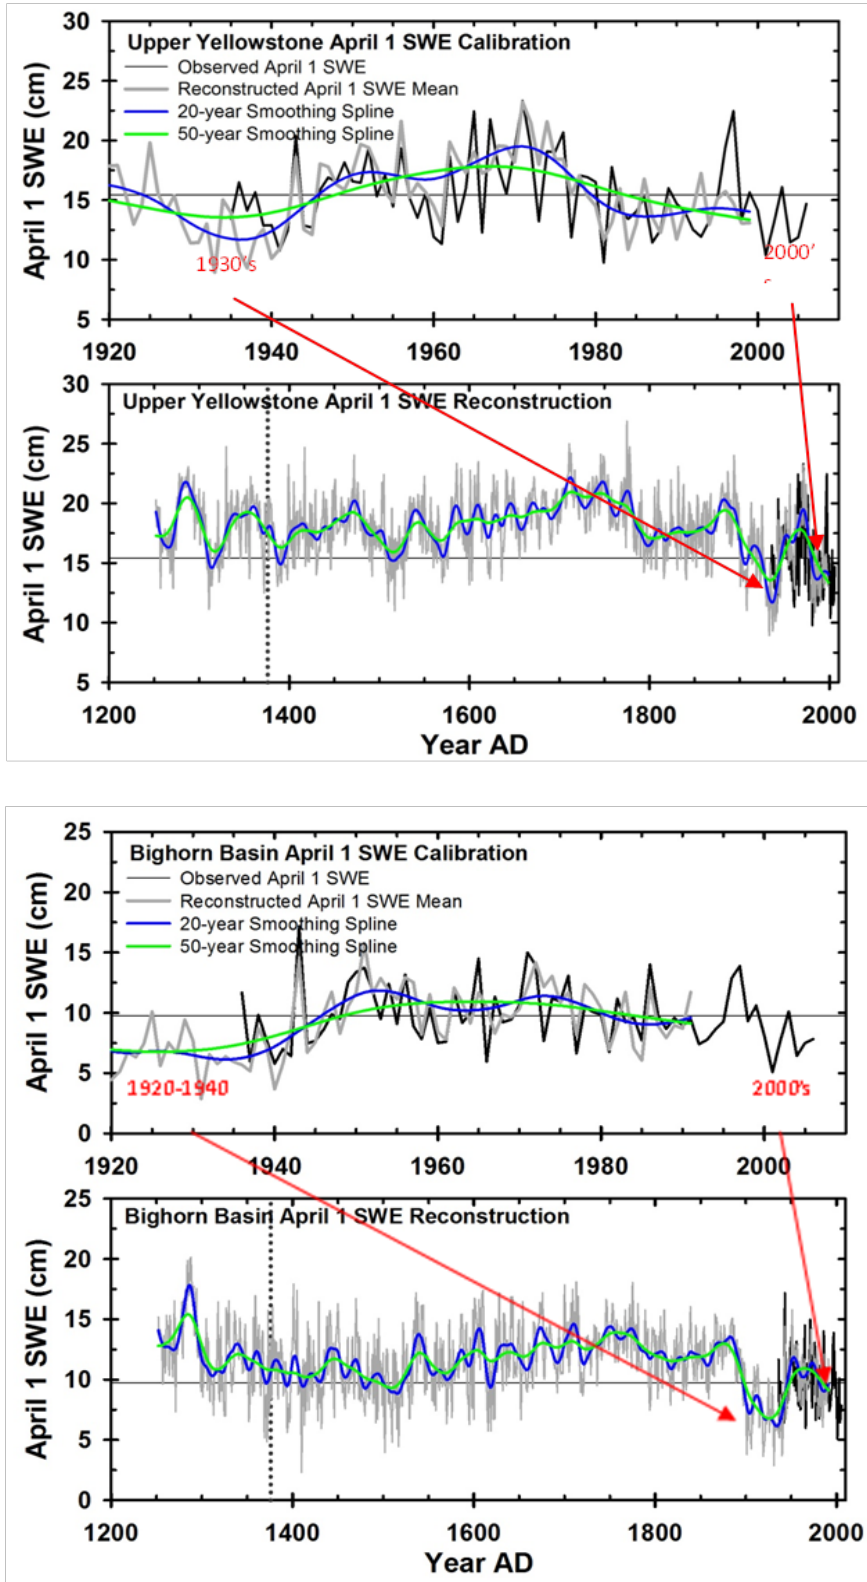 30
Upper Yellowstone April 1 SWE Calibration
Observed April 1 SWE
Reconstructed April 1 SWE Mean
20-year Smoothing Spline
50-year Smoothing Spline
25
20
15
10
5
April 1 SWE (cm)
1930's
2000'
s
1920
1940
1960
1980
2000
30
Upper Yellowstone April 1 SWE Reconstruction
25
20
15
10
5
April 1 SWE (cm)
1200
1400
1600
1800
2000
Year AD
25
Bighorn Basin April 1 SWE Calibration
Observed April 1 SWE
Reconstructed April 1 SWE Mean
20-year Smoothing Spline
50-year Smoothing Spline
20
15
10
5
0
April 1 SWE (cm)
1920-1940
2000's
1920
1940
1960
1980
2000
25
Bighorn Basin April 1 SWE Reconstruction
20
15
10
5
0
April 1 SWE (cm)
1200
1400
1600
1800
2000
Year AD